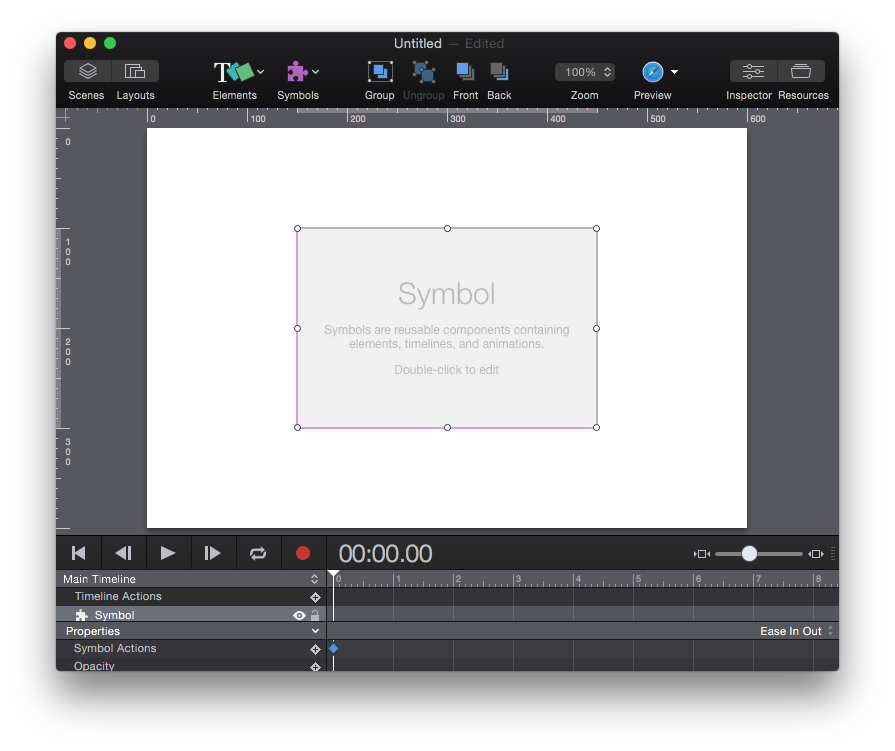 Untitled — Edited
100%
Scenes Layouts Elements Symbols Group Ungroup Front Back Zoom Preview Inspector Resources
0 100 200 300 400 500 600
0
100
200
300
Symbol
Symbols are reusable components containing
elements, timelines, and animations.
Double-click to edit
00:00.00
Main Timeline
0 1 2 3 4 5 6 7 8
Timeline Actions
Symbol
Properties
Ease In Out
Symbol Actions
Opacity